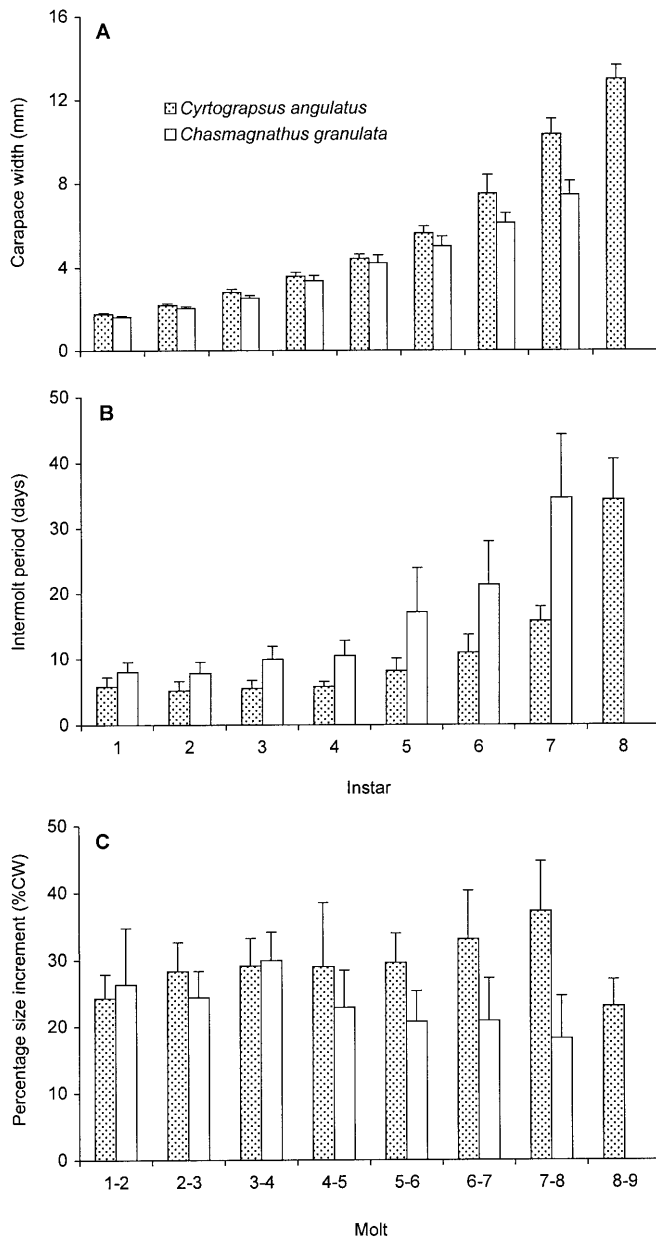 A
16
12
8
4
0
Carapace width (mm)
Cyrtograpsus angulatus
Chasmagnathus granulata
B
50
40
30
20
10
0
Intermolt period (days)
1 2 3 4 5 6 7 8
Instar
C
50
40
30
20
10
0
Percentage size increment (%CW)
1-2 2-3 3-4 4-5 5-6 6-7 7-8 8-9
Molt